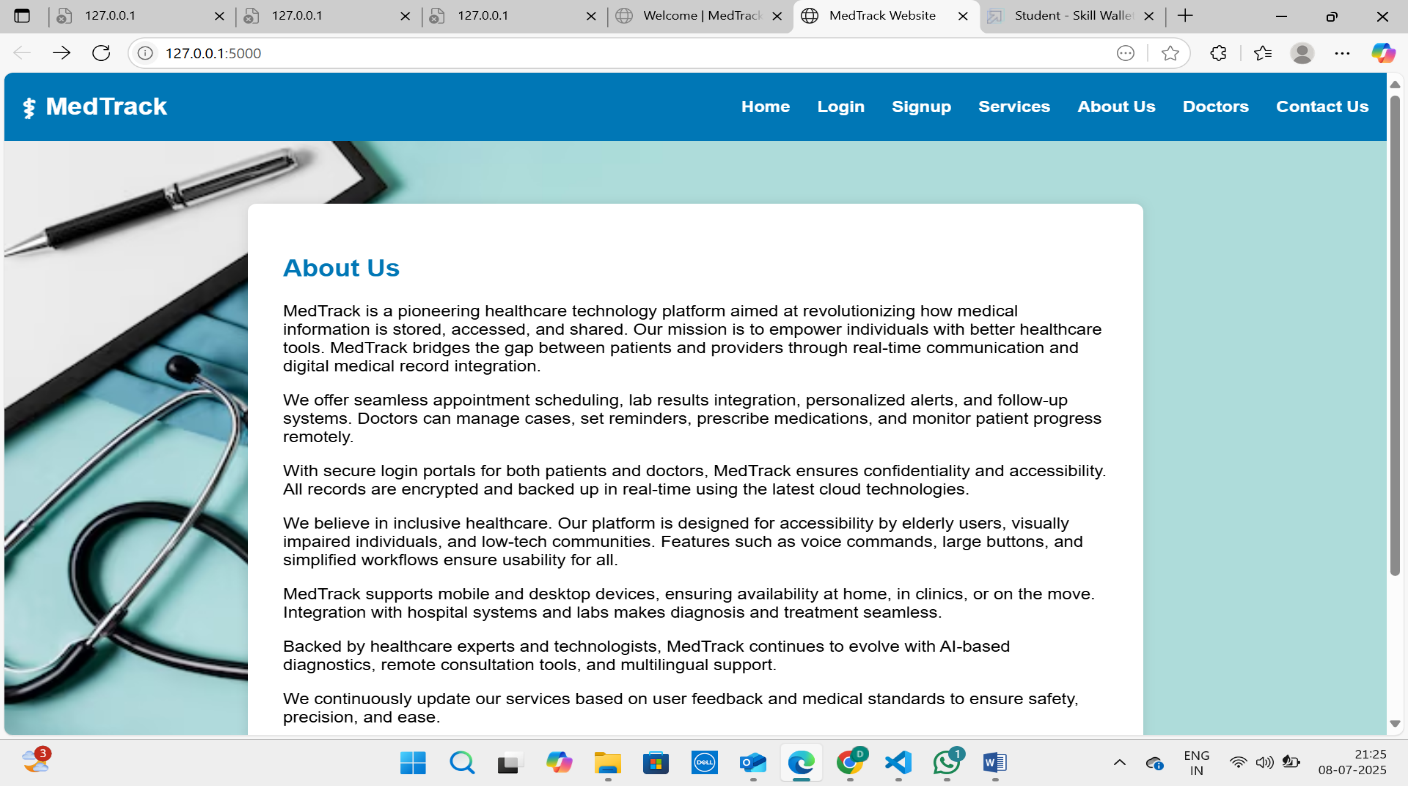 127.0.0.1
127.0.0.1
127.0.0.1
Welcome | MedTrack
MedTrack Website
Student - Skill Wallet
127.0.0.1:5000
MedTrack
Home Login Signup Services About Us Doctors Contact Us
About Us
MedTrack is a pioneering healthcare technology platform aimed at revolutionizing how medical
information is stored, accessed, and shared. Our mission is to empower individuals with better healthcare
tools. MedTrack bridges the gap between patients and providers through real-time communication and
digital medical record integration.
We offer seamless appointment scheduling, lab results integration, personalized alerts, and follow-up
systems. Doctors can manage cases, set reminders, prescribe medications, and monitor patient progress
remotely.
With secure login portals for both patients and doctors, MedTrack ensures confidentiality and accessibility.
All records are encrypted and backed up in real-time using the latest cloud technologies.
We believe in inclusive healthcare. Our platform is designed for accessibility by elderly users, visually
impaired individuals, and low-tech communities. Features such as voice commands, large buttons, and
simplified workflows ensure usability for all.
MedTrack supports mobile and desktop devices, ensuring availability at home, in clinics, or on the move.
Integration with hospital systems and labs makes diagnosis and treatment seamless.
Backed by healthcare experts and technologists, MedTrack continues to evolve with AI-based
diagnostics, remote consultation tools, and multilingual support.
We continuously update our services based on user feedback and medical standards to ensure safety,
precision, and ease.
3
DELL
D
1
ENG
IN
21:25
08-07-2025